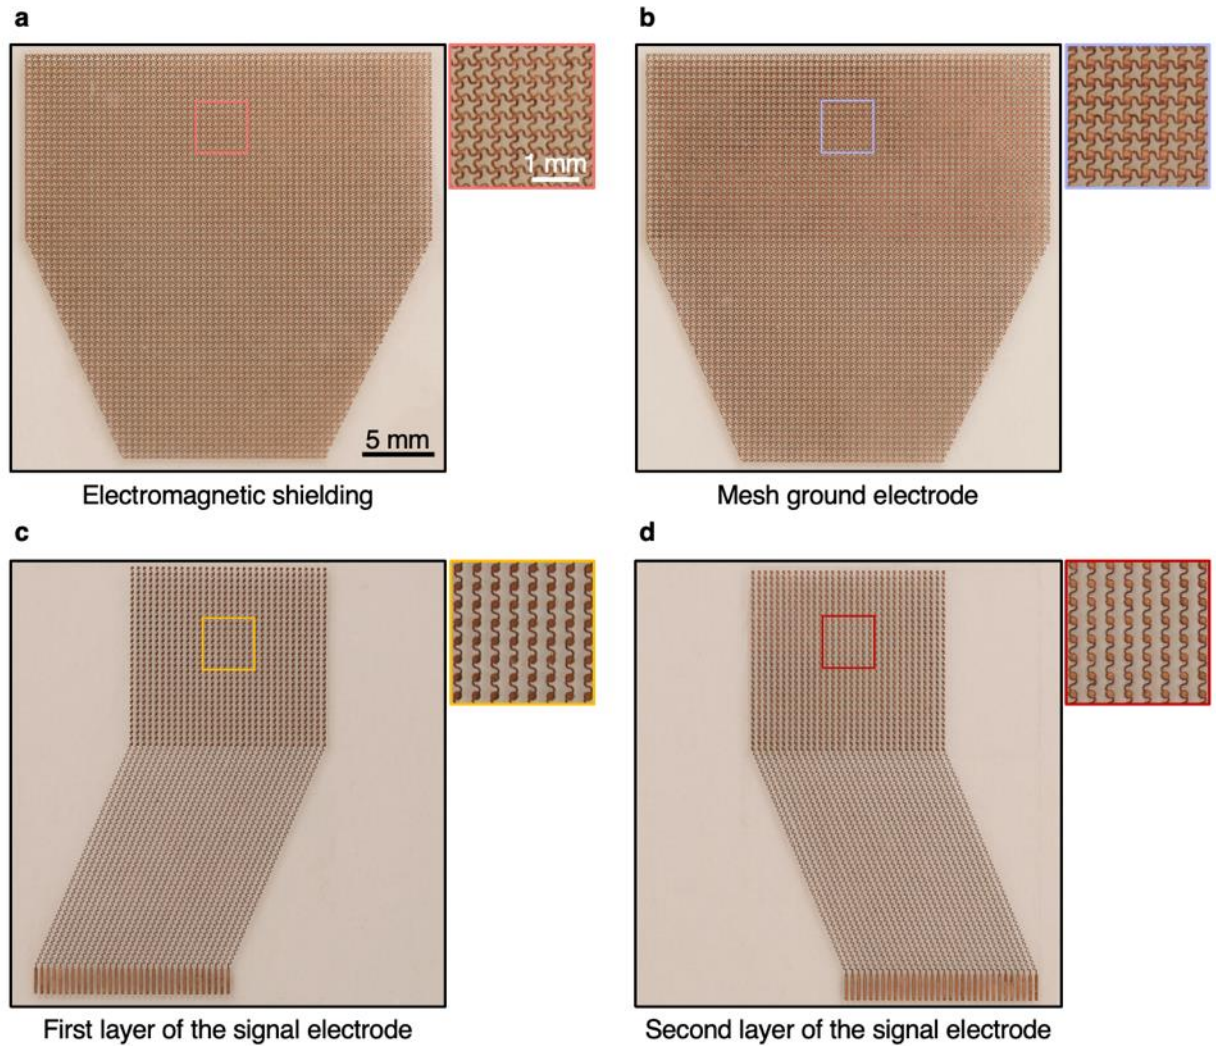 a
b
1 mm
5 mm
Electromagnetic shielding
Mesh ground electrode
c
d
First layer of the signal electrode
Second layer of the signal electrode